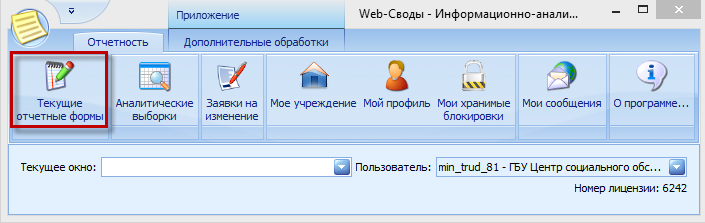 Приложение
Web-Своды - Информационно-анали...
Отчетность
Дополнительные обработки
Текущие
отчетные формы
Аналитические
выборки
Заявки на
изменение
Мое учреждение
Мой профиль
Мои хранимые
блокировки
Мои сообщения
О программе...
Текущее окно:
Пользователь:
min_trud_81 - ГБУ Центр социального обс...
Номер лицензии: 6242